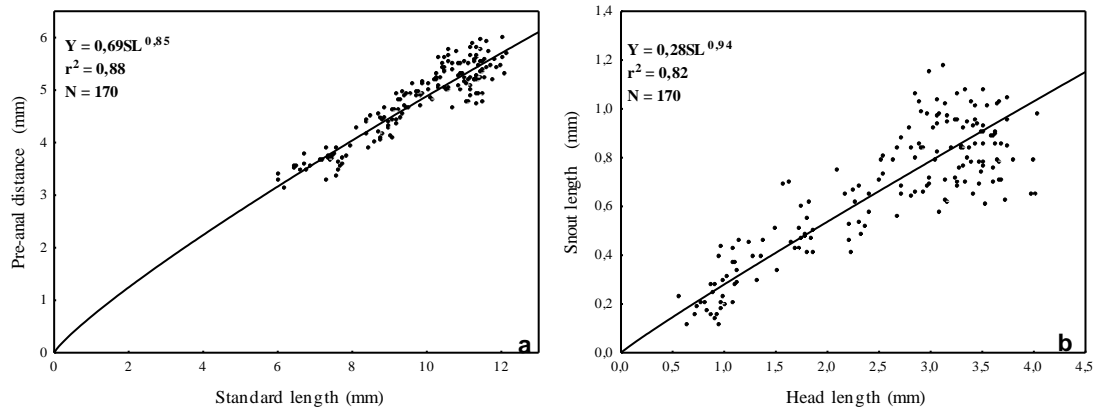 Y = 0,69SL^0,85
r² = 0,88
N = 170
Pre-anal distance (mm)
6
5
4
3
2
1
0
0 2 4 6 8 10 12
Standard length (mm)
a
Y = 0,28SL^0,94
r² = 0,82
N = 170
Snout length (mm)
1,4
1,2
1,0
0,8
0,6
0,4
0,2
0,0
0,0 0,5 1,0 1,5 2,0 2,5 3,0 3,5 4,0 4,5
Head length (mm)
b